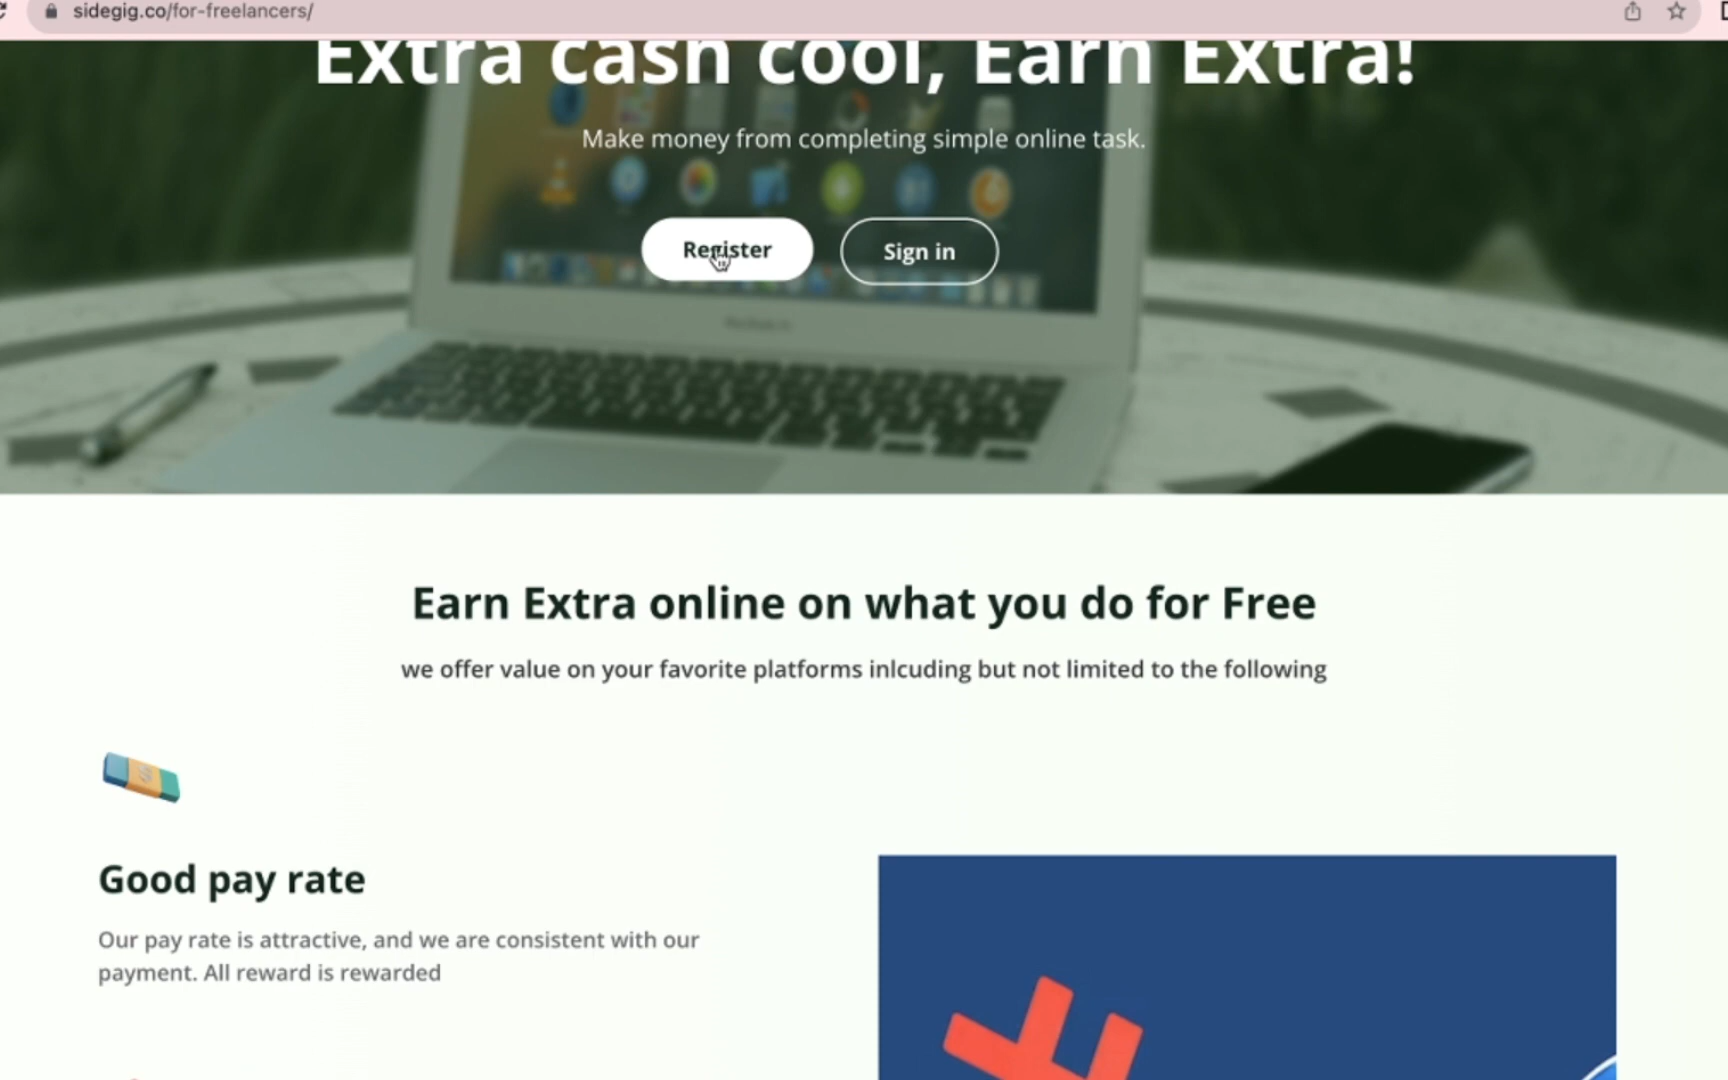 sidegig.co/for-freelancers/
Extra cash cool, Earn Extra!
Make money from completing simple online task.
Register
Sign in
Earn Extra online on what you do for Free
we offer value on your favorite platforms inlcuding but not limited to the following
Good pay rate
Our pay rate is attractive, and we are consistent with our
payment. All reward is rewarded